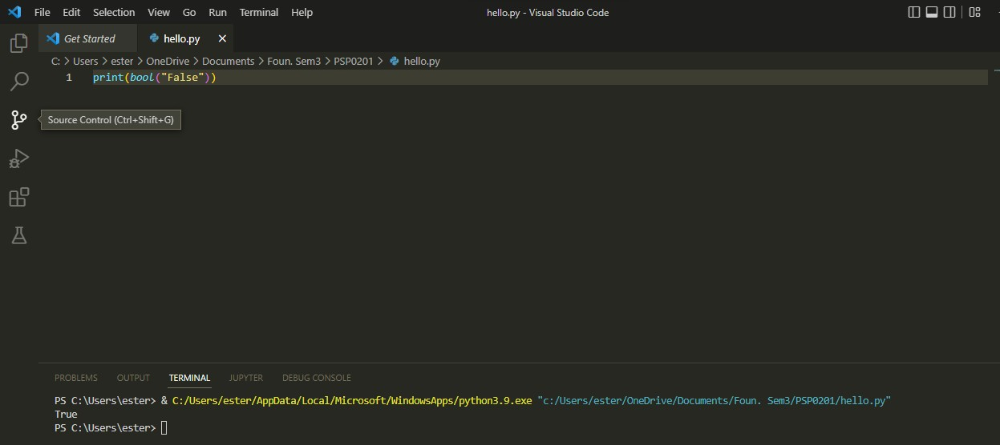 File Edit Selection View Go Run Terminal Help hello.py - Visual Studio Code
Get Started hello.py
C: > Users > ester > OneDrive > Documents > Foun. Sem3 > PSP0201 > hello.py
1 print(bool("False"))
Source Control (Ctrl+Shift+G)
PROBLEMS OUTPUT TERMINAL JUPYTER DEBUG CONSOLE
PS C:\Users\ester> & C:/Users/ester/AppData/Local/Microsoft/WindowsApps/python3.9.exe "c:/Users/ester/OneDrive/Documents/Foun. Sem3/PSP0201/hello.py"
True
PS C:\Users\ester>